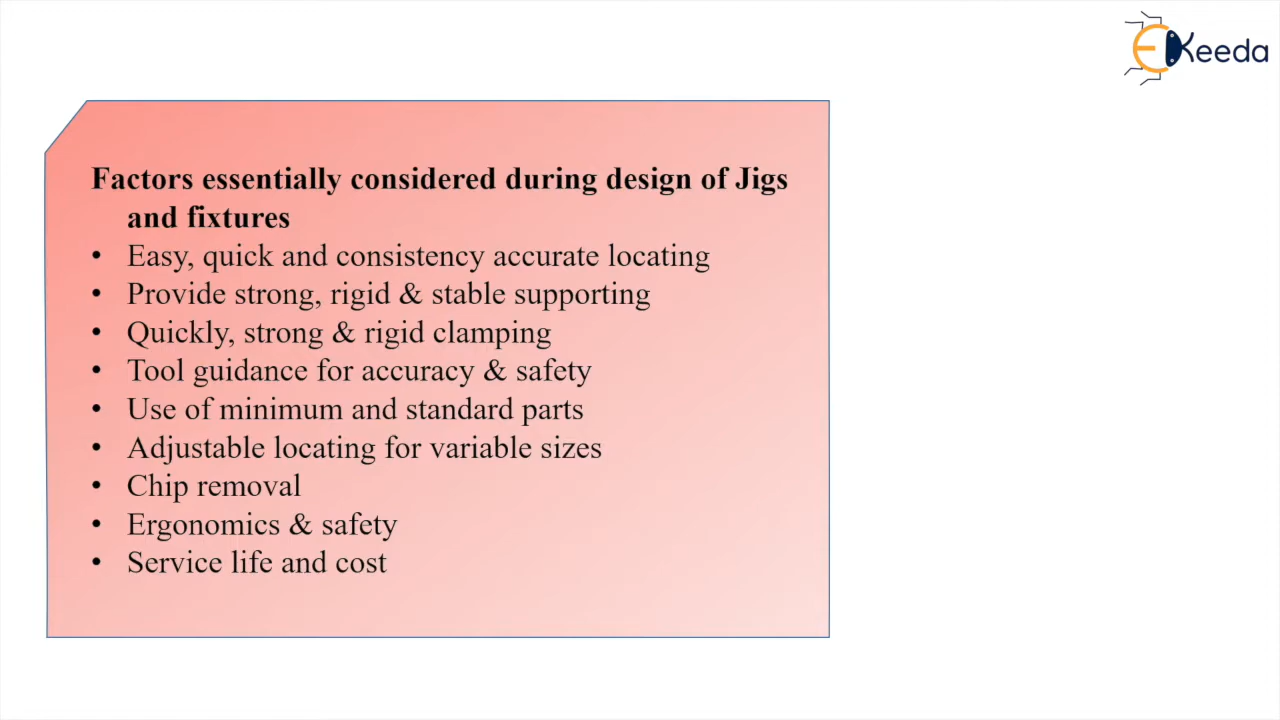 EKeeda
Factors essentially considered during design of Jigs
and fixtures
• Easy, quick and consistency accurate locating
• Provide strong, rigid & stable supporting
• Quickly, strong & rigid clamping
• Tool guidance for accuracy & safety
• Use of minimum and standard parts
• Adjustable locating for variable sizes
• Chip removal
• Ergonomics & safety
• Service life and cost